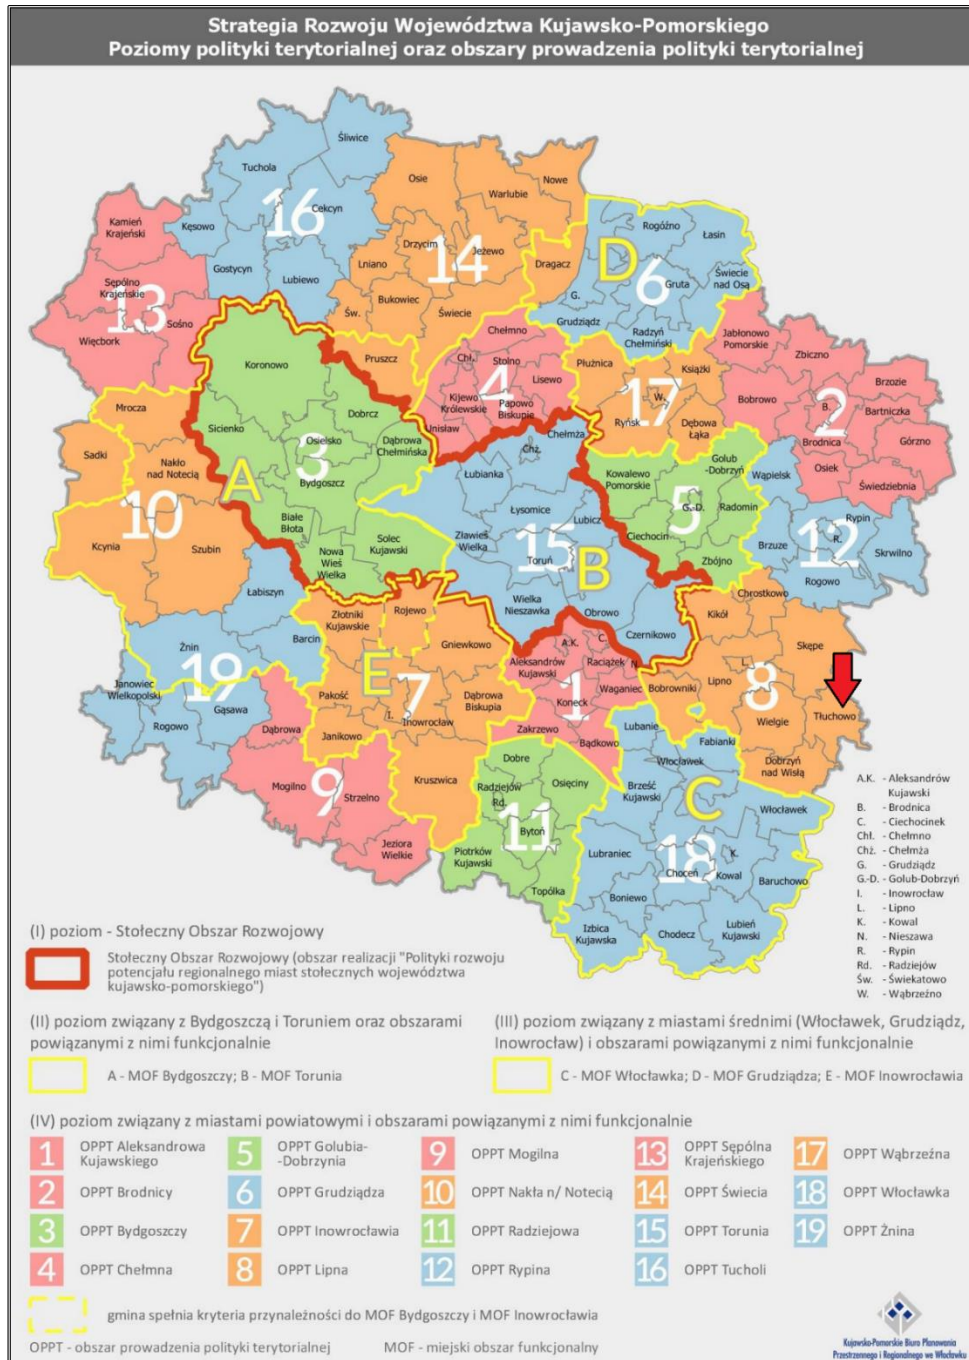 Strategia Rozwoju Województwa Kujawsko-Pomorskiego
Poziomy polityki terytorialnej oraz obszary prowadzenia polityki terytorialnej
Śliwice
Tuchola
16
Cekcyn
Kęsowo
Gostycyn
Lubiewo
Osie
Nowe
Warlubie
Drzycim
14
Jeżewo
Lniano
Bukowiec
Św.
Świecie
Dragacz
Pruszcz
Kamień
Krajeński
Sępólno
Krajeńskie
13
Sośno
Więcbork
D
Rogóźno
Łasin
6
Gruta
Świecie
nad Osą
G.
Grudziądz
Radzyń
Chełmiński
Jabłonowo
Pomorskie
Zbiczno
Bobrowo
2
B.
Brzozie
Bartniczka
Brodnica
Górzno
Osiek
Świedziebnia
Chełmno
Chł.
Stolno
4
Lisewo
Kijewo
Królewskie
Papowo
Biskupie
Unisław
Płużnica
Książki
17
W.
Ryńsk
Dębowa
Łąka
Koronowo
Dobrcz
Sicienko
Osielsko
3
Dąbrowa
Chełmińska
A
Bydgoszcz
Białe
Błota
Solec
Kujawski
Nowa
Wieś
Wielka
Mrocza
Sadki
Nakło
nad Notecią
10
Kcynia
Szubin
Chełmża
Chż.
Łubianka
Łysomice
Lubicz
Zławieś
Wielka
15
Toruń
B
Wielka
Nieszawka
Obrowo
Czernikowo
Golub
-Dobrzyń
Kowalewo
Pomorskie
G.-D.
5
Radomin
Ciechocin
Zbójno
Wąpielsk
Rypin
12
R.
Brzuze
Skrwilno
Rogowo
Chrostkowo
Kikół
Skępe
L.
Lipno
8
Bobrowniki
Wielgie
Tłuchowo
Dobrzyń
nad Wisłą
Łabiszyn
Żnin
Barcin
19
Janowiec
Wielkopolski
Gąsawa
Rogowo
Złotniki
Kujawskie
Rojewo
Gniewkowo
E
Pakość
7
Dąbrowa
Biskupia
I.
Inowrocław
Janikowo
Kruszwica
A.K.
C.
Aleksandrów
Kujawski
Raciążek
N.
1
Waganiec
Koneck
Zakrzewo
Bądkowo
Dąbrowa
Mogilno
9
Strzelno
Jeziora
Wielkie
Dobre
Osięciny
Radziejów
Rd.
11
Bytoń
Piotrków
Kujawski
Topólka
Lubanie
Fabianki
Włocławek
Brześć
Kujawski
C
Włocławek
Lubraniec
18
K.
Choceń
Kowal
Baruchowo
Boniewo
Izbica
Kujawska
Chodecz
Lubień
Kujawski
A.K. - Aleksandrów
Kujawski
B. - Brodnica
C. - Ciechocinek
Chł. - Chełmno
Chż. - Chełmża
G. - Grudziądz
G.-D. - Golub-Dobrzyń
I. - Inowrocław
L. - Lipno
K. - Kowal
N. - Nieszawa
R. - Rypin
Rd. - Radziejów
Św. - Świekatowo
W. - Wąbrzeźno
(I) poziom - Stołeczny Obszar Rozwojowy
Stołeczny Obszar Rozwojowy (obszar realizacji "Polityki rozwoju
potencjału regionalnego miast stołecznych województwa
kujawsko-pomorskiego")
(II) poziom związany z Bydgoszczą i Toruniem oraz obszarami
powiązanymi z nimi funkcjonalnie
A - MOF Bydgoszczy; B - MOF Torunia
(III) poziom związany z miastami średnimi (Włocławek, Grudziądz,
Inowrocław) i obszarami powiązanymi z nimi funkcjonalnie
C - MOF Włocławka; D - MOF Grudziądza; E - MOF Inowrocławia
(IV) poziom związany z miastami powiatowymi i obszarami powiązanymi z nimi funkcjonalnie
1 OPPT Aleksandrowa
Kujawskiego
2 OPPT Brodnicy
3 OPPT Bydgoszczy
4 OPPT Chełmna
5 OPPT Golubia-
-Dobrzynia
6 OPPT Grudziądza
7 OPPT Inowrocławia
8 OPPT Lipna
9 OPPT Mogilna
10 OPPT Nakła n/ Notecią
11 OPPT Radziejowa
12 OPPT Rypina
13 OPPT Sępólna
Krajeńskiego
14 OPPT Świecia
15 OPPT Torunia
16 OPPT Tucholi
17 OPPT Wąbrzeźna
18 OPPT Włocławka
19 OPPT Żnina
gmina spełnia kryteria przynależności do MOF Bydgoszczy i MOF Inowrocławia
OPPT - obszar prowadzenia polityki terytorialnej MOF - miejski obszar funkcjonalny
Kujawsko-Pomorskie Biuro Planowania
Przestrzennego i Regionalnego we Włocławku